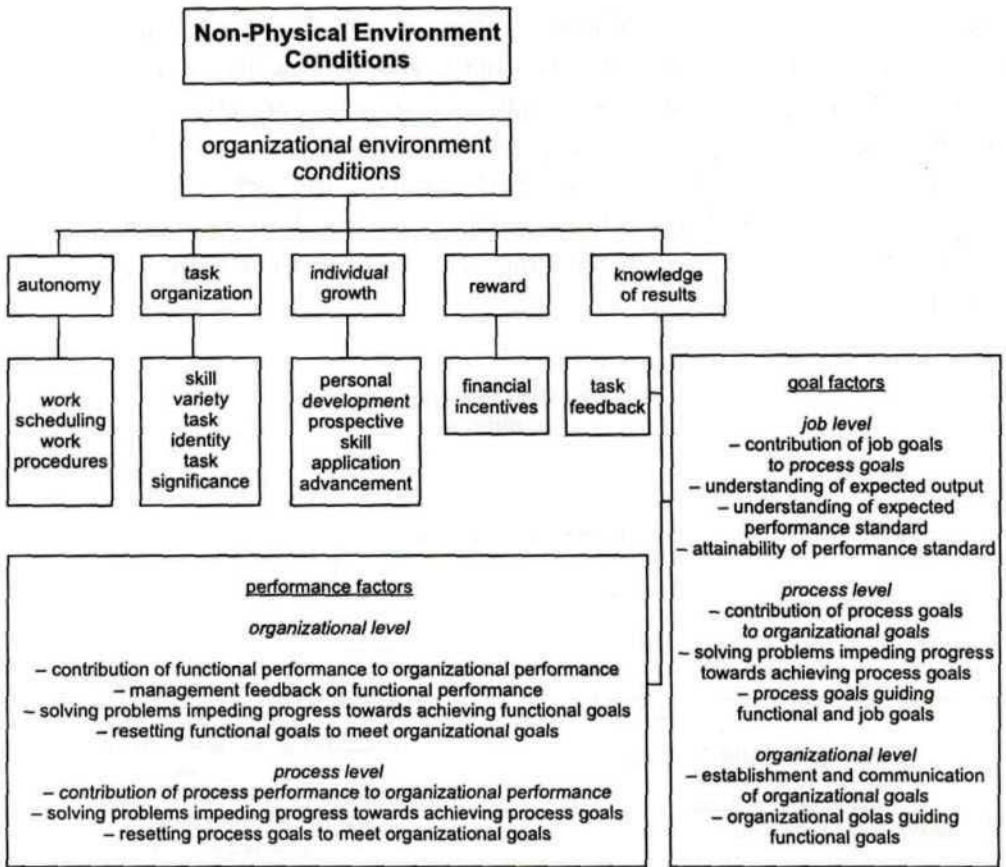 Non-Physical Environment
Conditions
organizational environment
conditions
autonomy
task
organization
individual
growth
reward
knowledge
of results
work
scheduling
work
procedures
skill
variety
task
identity
task
significance
personal
development
prospective
skill
application
advancement
financial
incentives
task
feedback
goal factors
job level
– contribution of job goals
to process goals
– understanding of expected output
– understanding of expected
performance standard
– attainability of performance standard
process level
– contribution of process goals
to organizational goals
– solving problems impeding progress
towards achieving process goals
– process goals guiding
functional and job goals
organizational level
– establishment and communication
of organizational goals
– organizational golas guiding
functional goals
performance factors
organizational level
– contribution of functional performance to organizational performance
– management feedback on functional performance
– solving problems impeding progress towards achieving functional goals
– resetting functional goals to meet organizational goals
process level
– contribution of process performance to organizational performance
– solving problems impeding progress towards achieving process goals
– resetting process goals to meet organizational goals